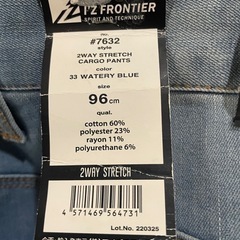 I'Z FRONTIER
SPIRIT AND TECHNIQUE
no.
#7632
style
2WAY STRETCH
CARGO PANTS
color
33 WATERY BLUE
size
96cm
qual.
cotton 60%
polyester 23%
rayon 11%
polyurethane 6%
2WAY STRETCH
4 571469 564731
Lot No. 220325